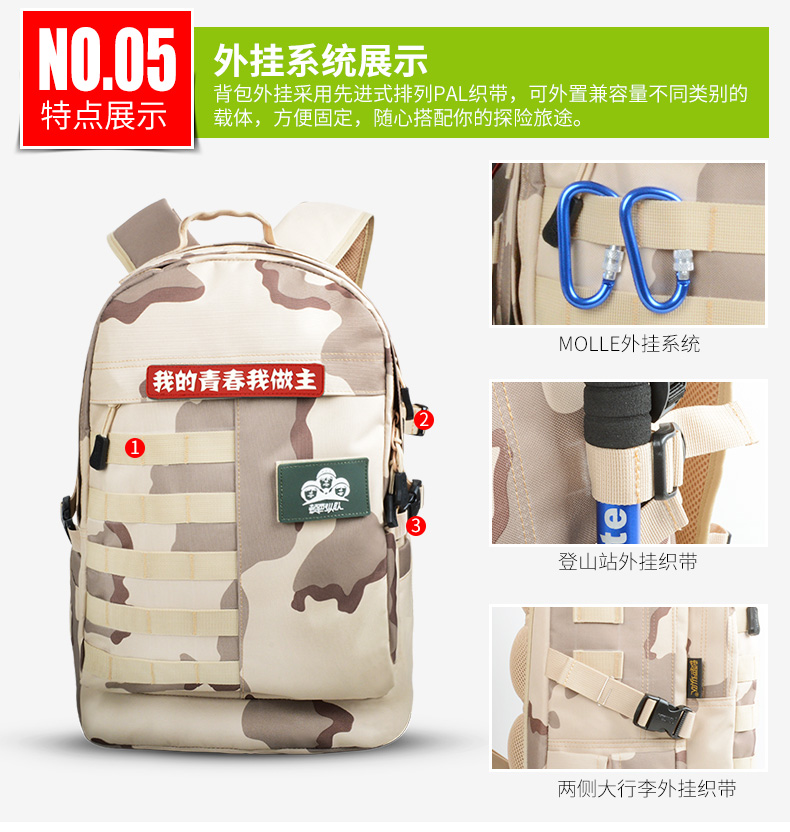 NO.05
特点展示
外挂系统展示
背包外挂采用先进式排列PAL织带，可外置兼容量不同类别的
载体，方便固定，随心搭配你的探险旅途。
MOLLE外挂系统
我的青春我做主
1
2
3
te
登山站外挂织带
两侧大行李外挂织带